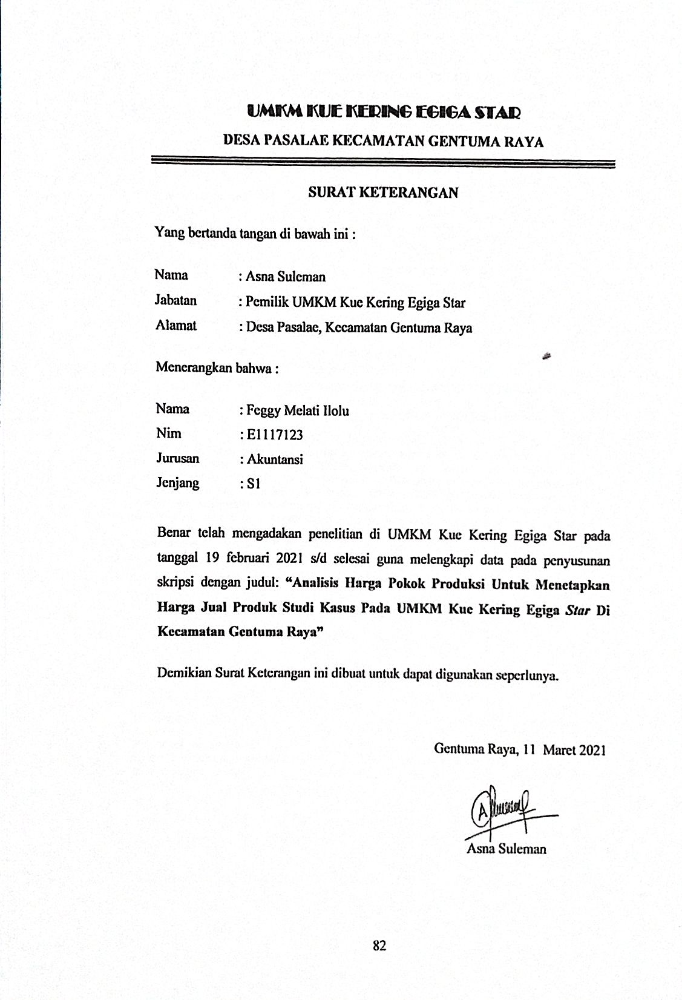 UMKM KUE KERING EGIGA STAR
DESA PASALAE KECAMATAN GENTUMA RAYA
SURAT KETERANGAN
Yang bertanda tangan di bawah ini :
Nama : Asna Suleman
Jabatan : Pemilik UMKM Kue Kering Egiga Star
Alamat : Desa Pasalae, Kecamatan Gentuma Raya
Menerangkan bahwa :
Nama : Feggy Melati Ilolu
Nim : E1117123
Jurusan : Akuntansi
Jenjang : S1
Benar telah mengadakan penelitian di UMKM Kue Kering Egiga Star pada
tanggal 19 februari 2021 s/d selesai guna melengkapi data pada penyusunan
skripsi dengan judul: “Analisis Harga Pokok Produksi Untuk Menetapkan
Harga Jual Produk Studi Kasus Pada UMKM Kue Kering Egiga Star Di
Kecamatan Gentuma Raya”
Demikian Surat Keterangan ini dibuat untuk dapat digunakan seperlunya.
Gentuma Raya, 11 Maret 2021
Asna Suleman
82